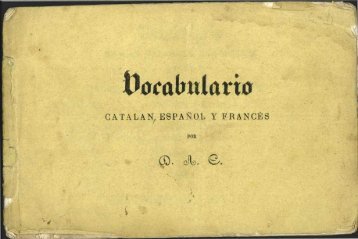 Vocabulario
CATALAN, ESPAÑOL Y FRANCÉS
POR
D. A. C.